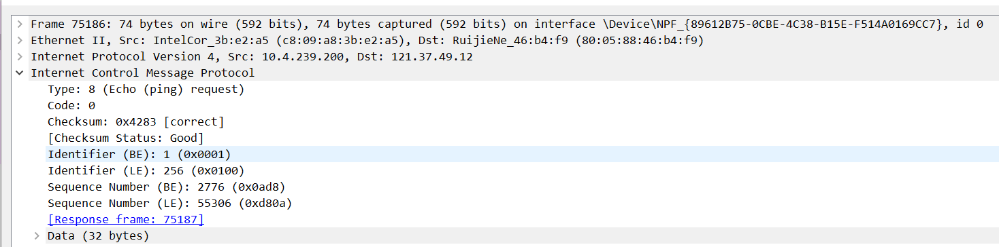 Frame 75186: 74 bytes on wire (592 bits), 74 bytes captured (592 bits) on interface \Device\NPF_{89612B75-0CBE-4C38-B15E-F514A0169CC7}, id 0
Ethernet II, Src: IntelCor_3b:e2:a5 (c8:09:a8:3b:e2:a5), Dst: RuijieNe_46:b4:f9 (80:05:88:46:b4:f9)
Internet Protocol Version 4, Src: 10.4.239.200, Dst: 121.37.49.12
Internet Control Message Protocol
Type: 8 (Echo (ping) request)
Code: 0
Checksum: 0x4283 [correct]
[Checksum Status: Good]
Identifier (BE): 1 (0x0001)
Identifier (LE): 256 (0x0100)
Sequence Number (BE): 2776 (0x0ad8)
Sequence Number (LE): 55306 (0xd80a)
[Response frame: 75187]
Data (32 bytes)